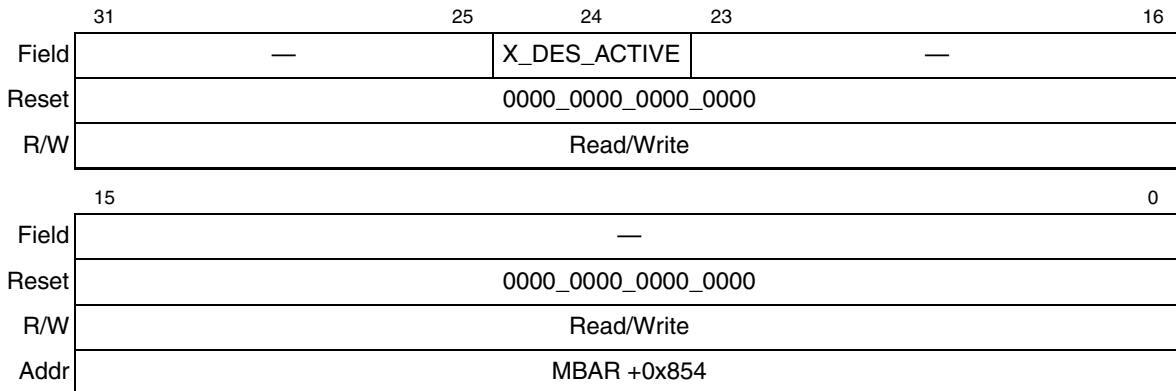 31 25 24 23 16
Field — X_DES_ACTIVE —
Reset 0000_0000_0000_0000
R/W Read/Write
15 0
Field —
Reset 0000_0000_0000_0000
R/W Read/Write
Addr MBAR +0x854